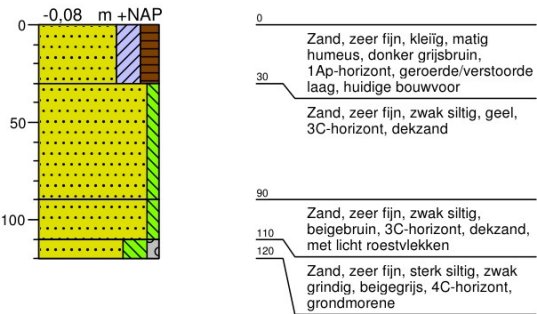 -0,08 m +NAP
0
50
100
0
Zand, zeer fijn, kleiïg, matig
humeus, donker grijsbruin,
1Ap-horizont, geroerde/verstoorde
laag, huidige bouwvoor
30
Zand, zeer fijn, zwak siltig, geel,
3C-horizont, dekzand
90
Zand, zeer fijn, zwak siltig,
beigebruin, 3C-horizont, dekzand,
met licht roestvlekken
110
120
Zand, zeer fijn, sterk siltig, zwak
grindig, beigegrijs, 4C-horizont,
grondmorene